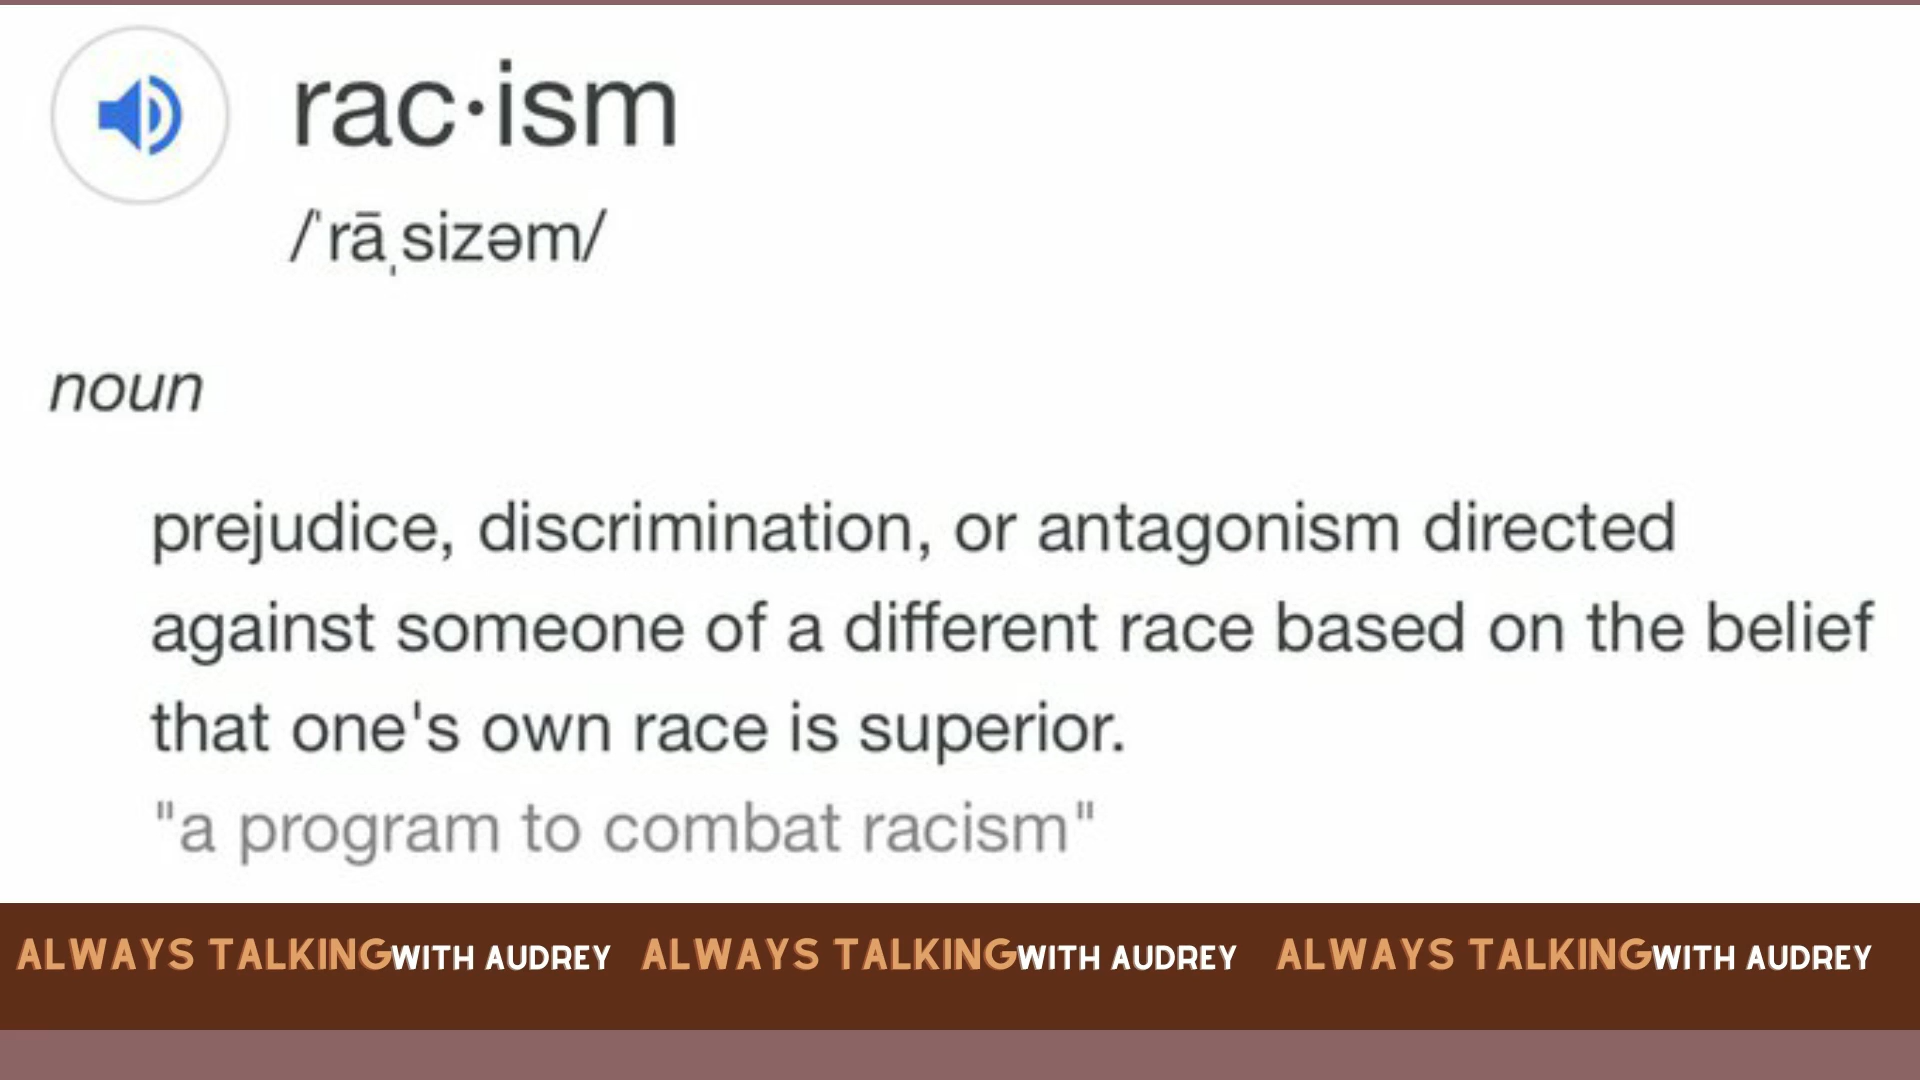 rac·ism
/ˈrāˌsizəm/
noun
prejudice, discrimination, or antagonism directed
against someone of a different race based on the belief
that one's own race is superior.
"a program to combat racism"
ALWAYS TALKINGWITH AUDREY ALWAYS TALKINGWITH AUDREY ALWAYS TALKINGWITH AUDREY